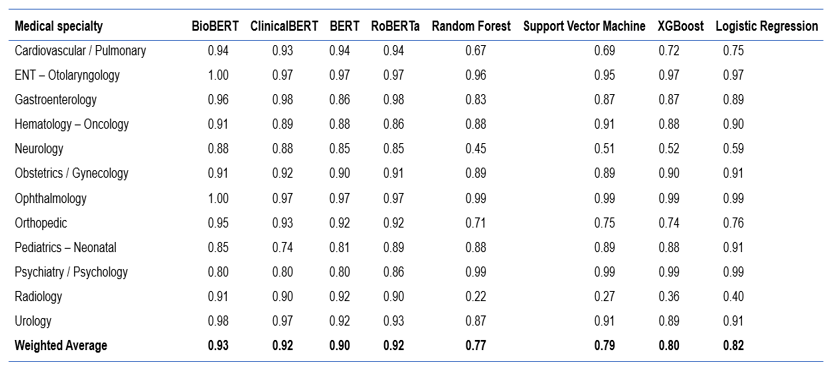 Medical specialty BioBERT ClinicalBERT BERT RoBERTa Random Forest Support Vector Machine XGBoost Logistic Regression
Cardiovascular / Pulmonary 0.94 0.93 0.94 0.94 0.67 0.69 0.72 0.75
ENT – Otolaryngology 1.00 0.97 0.97 0.97 0.96 0.95 0.97 0.97
Gastroenterology 0.96 0.98 0.86 0.98 0.83 0.87 0.87 0.89
Hematology – Oncology 0.91 0.89 0.88 0.86 0.88 0.91 0.88 0.90
Neurology 0.88 0.88 0.85 0.85 0.45 0.51 0.52 0.59
Obstetrics / Gynecology 0.91 0.92 0.90 0.91 0.89 0.89 0.90 0.91
Ophthalmology 1.00 0.97 0.97 0.97 0.99 0.99 0.99 0.99
Orthopedic 0.95 0.93 0.92 0.92 0.71 0.75 0.74 0.76
Pediatrics – Neonatal 0.85 0.74 0.81 0.89 0.88 0.89 0.88 0.91
Psychiatry / Psychology 0.80 0.80 0.80 0.86 0.99 0.99 0.99 0.99
Radiology 0.91 0.90 0.92 0.90 0.22 0.27 0.36 0.40
Urology 0.98 0.97 0.92 0.93 0.87 0.91 0.89 0.91
Weighted Average 0.93 0.92 0.90 0.92 0.77 0.79 0.80 0.82